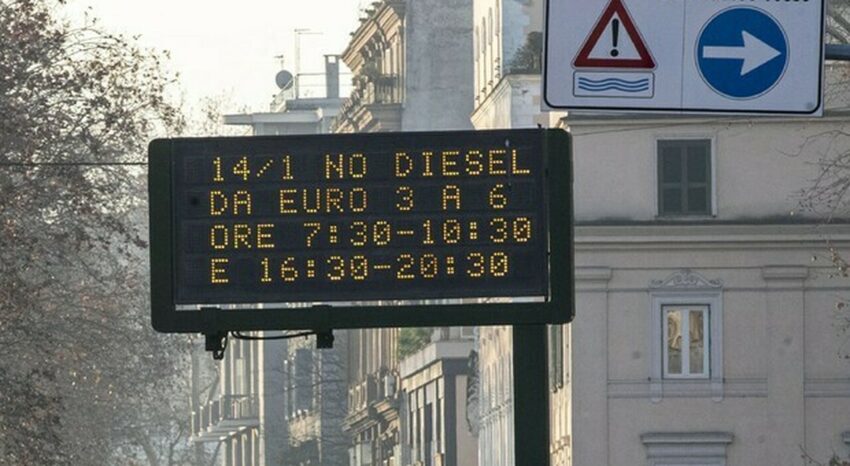 14/1 NO DIESEL
DA EURO 3 A 6
ORE 7:30-10:30
E 16:30-20:30